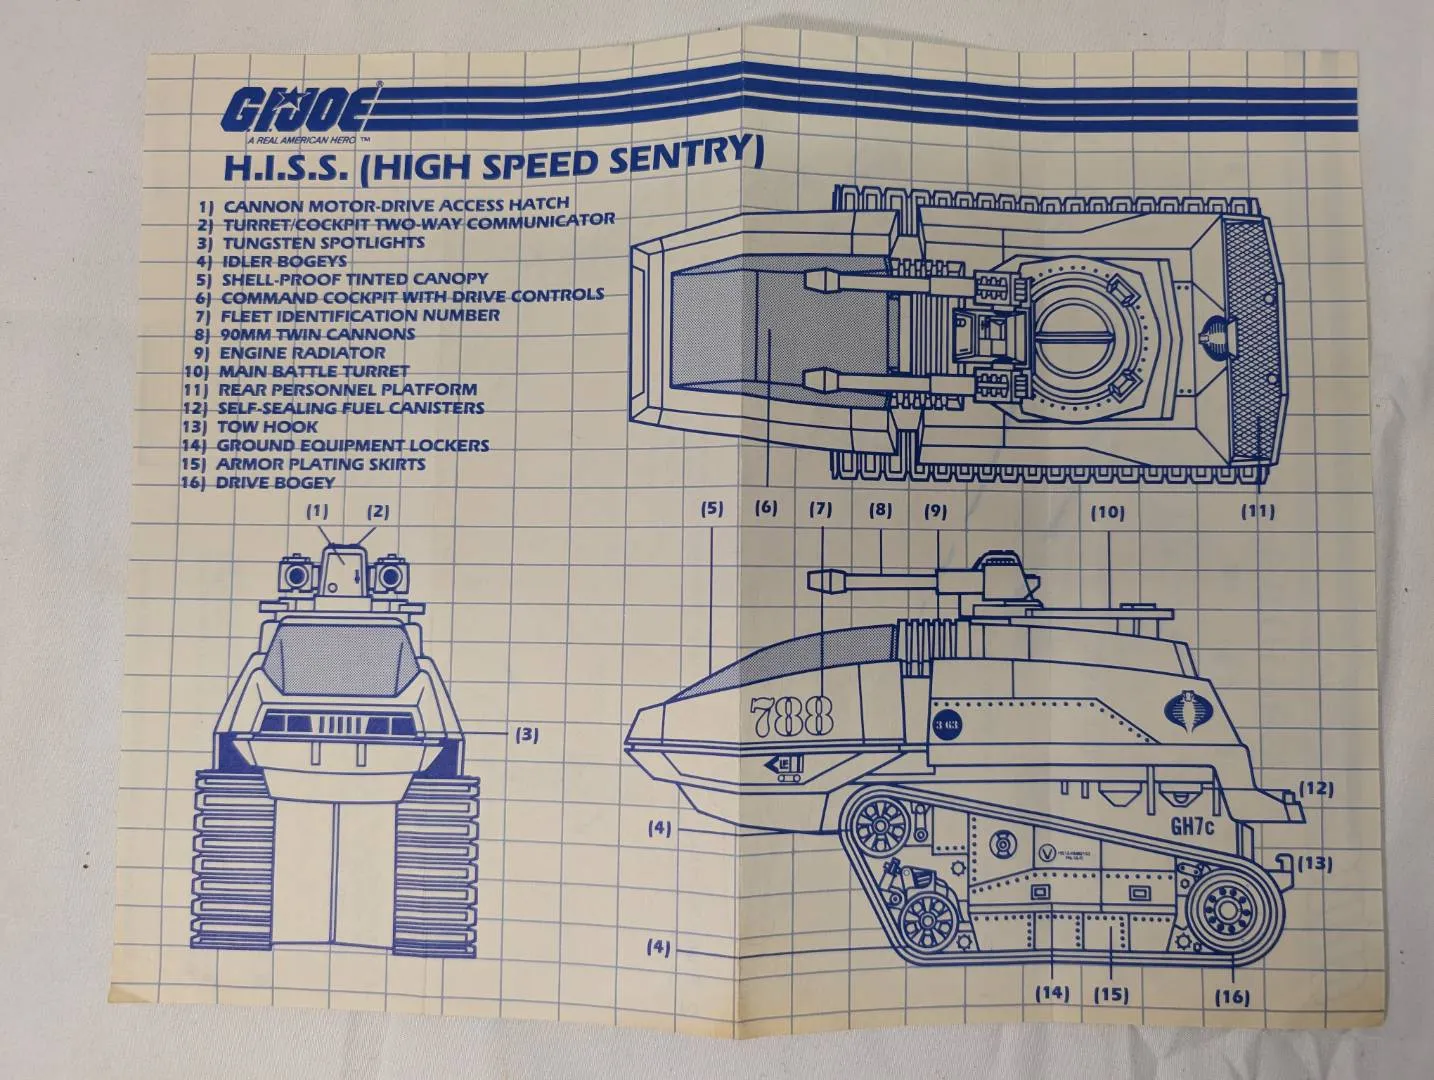 G.I. JOE®
A REAL AMERICAN HERO ™
H.I.S.S. (HIGH SPEED SENTRY)
1) CANNON MOTOR-DRIVE ACCESS HATCH
2) TURRET/COCKPIT TWO-WAY COMMUNICATOR
3) TUNGSTEN SPOTLIGHTS
4) IDLER BOGEYS
5) SHELL-PROOF TINTED CANOPY
6) COMMAND COCKPIT WITH DRIVE CONTROLS
7) FLEET IDENTIFICATION NUMBER
8) 90MM TWIN CANNONS
9) ENGINE RADIATOR
10) MAIN BATTLE TURRET
11) REAR PERSONNEL PLATFORM
12) SELF-SEALING FUEL CANISTERS
13) TOW HOOK
14) GROUND EQUIPMENT LOCKERS
15) ARMOR PLATING SKIRTS
16) DRIVE BOGEY
(1) (2)
(5) (6) (7) (8) (9) (10) (11)
(3)
788
3 63
(12)
GH7c
(4)
V
(13)
(4)
(14) (15) (16)